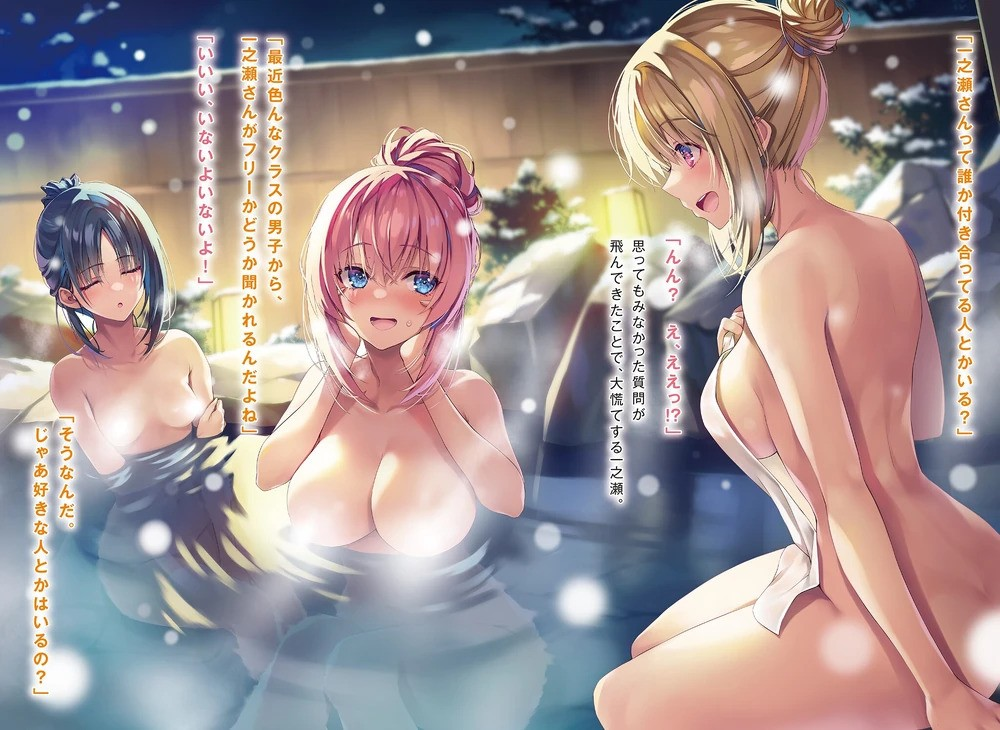 「一之瀬さんって誰か付き合ってる人とかいる？」
「んん？　え、ええっ!?」
思ってもみなかった質問が
飛んできたことで、大慌てする一之瀬。
「最近色んなクラスの男子から、
一之瀬さんがフリーかどうか聞かれるんだよね」
「いいい、いないよいないよ！」
「そうなんだ。
じゃあ好きな人とかはいるの？」